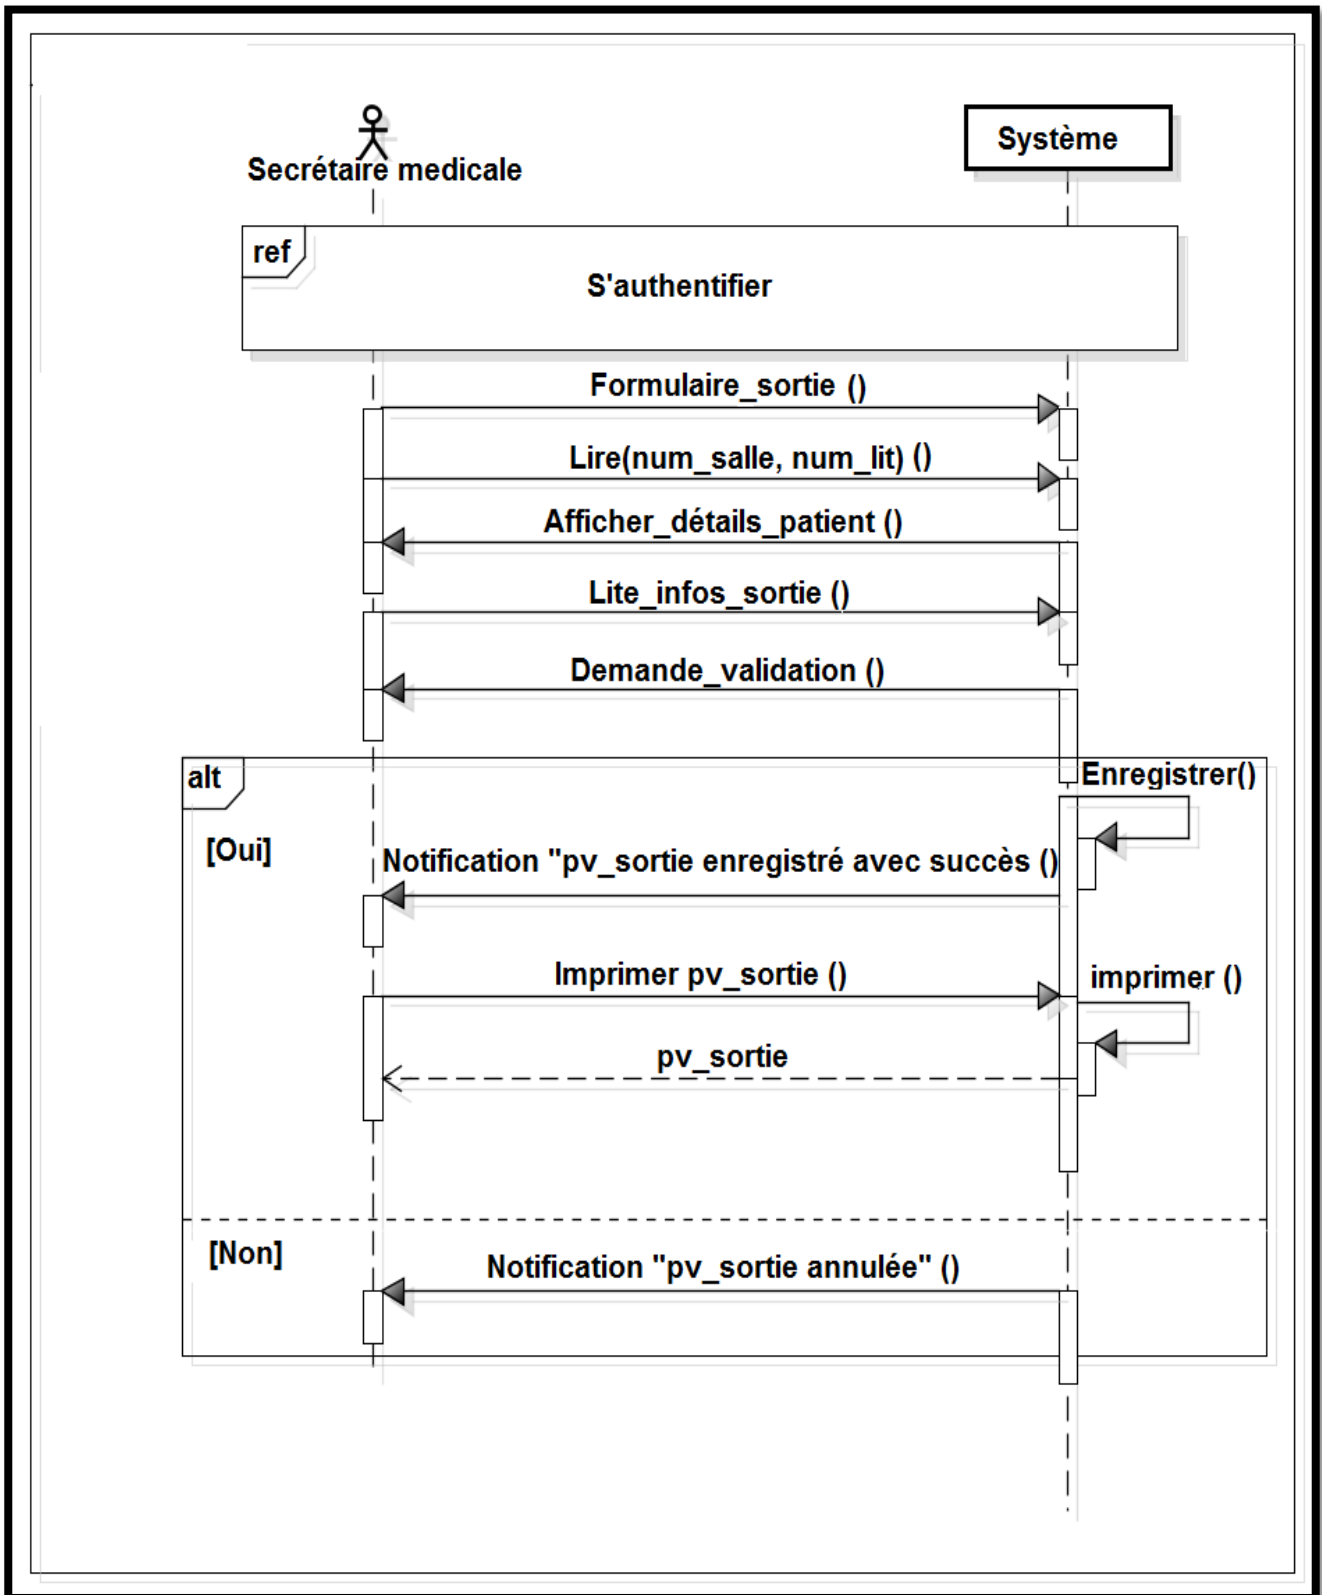 Système
Secrétaire medicale
ref
S'authentifier
Formulaire_sortie ()
Lire(num_salle, num_lit) ()
Afficher_détails_patient ()
Lite_infos_sortie ()
Demande_validation ()
alt
Enregistrer()
[Oui]
Notification "pv_sortie enregistré avec succès ()
Imprimer pv_sortie ()
imprimer ()
pv_sortie
[Non]
Notification "pv_sortie annulée" ()